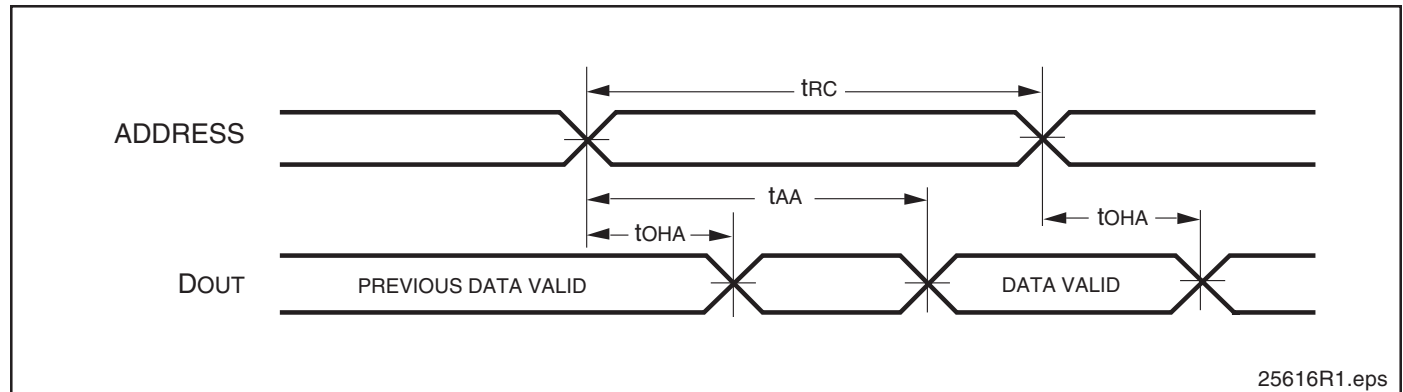 tRC
ADDRESS
tAA
tOHA
tOHA
DOUT
PREVIOUS DATA VALID
DATA VALID
25616R1.eps